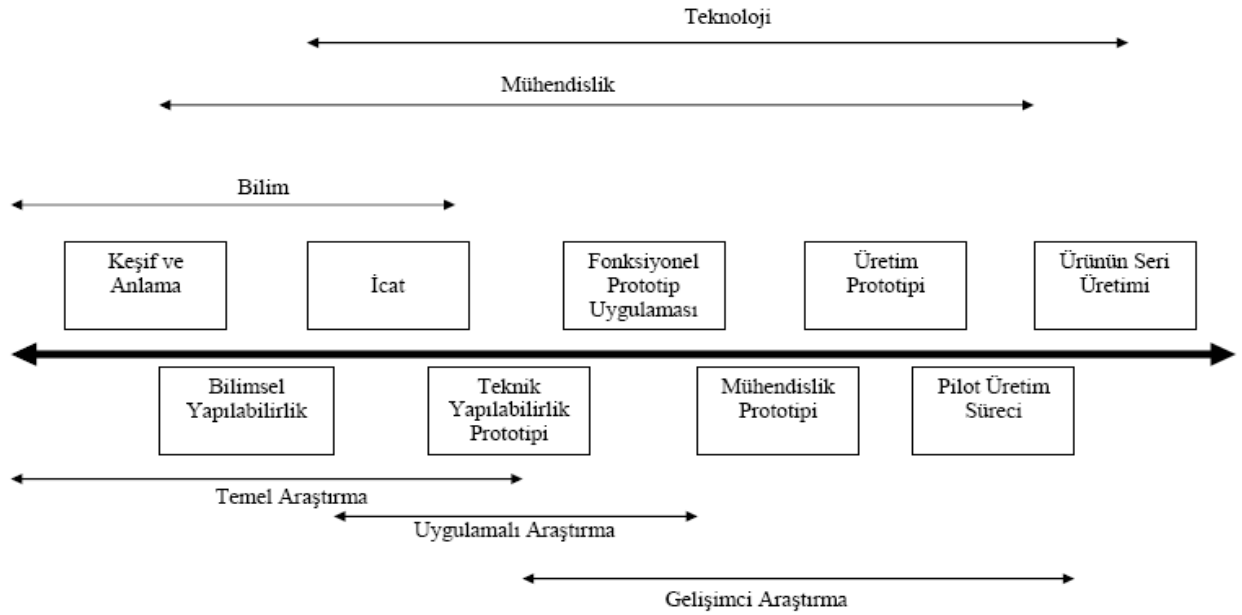 Teknoloji
Mühendislik
Bilim
Keşif ve
Anlama
İcat
Fonksiyonel
Prototip
Uygulaması
Üretim
Prototipi
Ürünün Seri
Üretimi
Bilimsel
Yapılabilirlik
Teknik
Yapılabilirlik
Prototipi
Mühendislik
Prototipi
Pilot Üretim
Süreci
Temel Araştırma
Uygulamalı Araştırma
Gelişimci Araştırma